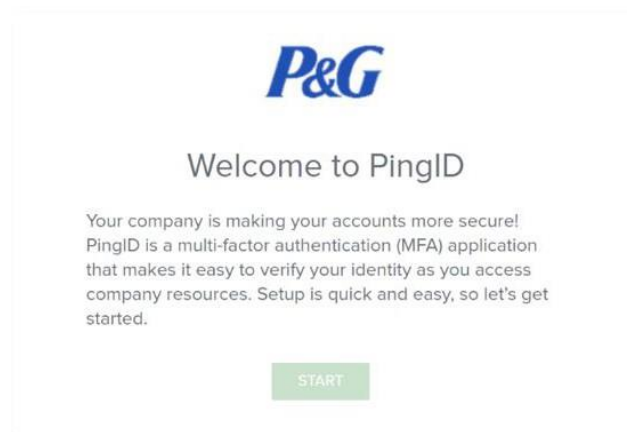 P&G
Welcome to PingID
Your company is making your accounts more secure!
PingID is a multi-factor authentication (MFA) application
that makes it easy to verify your identity as you access
company resources. Setup is quick and easy, so let's get
started.
START